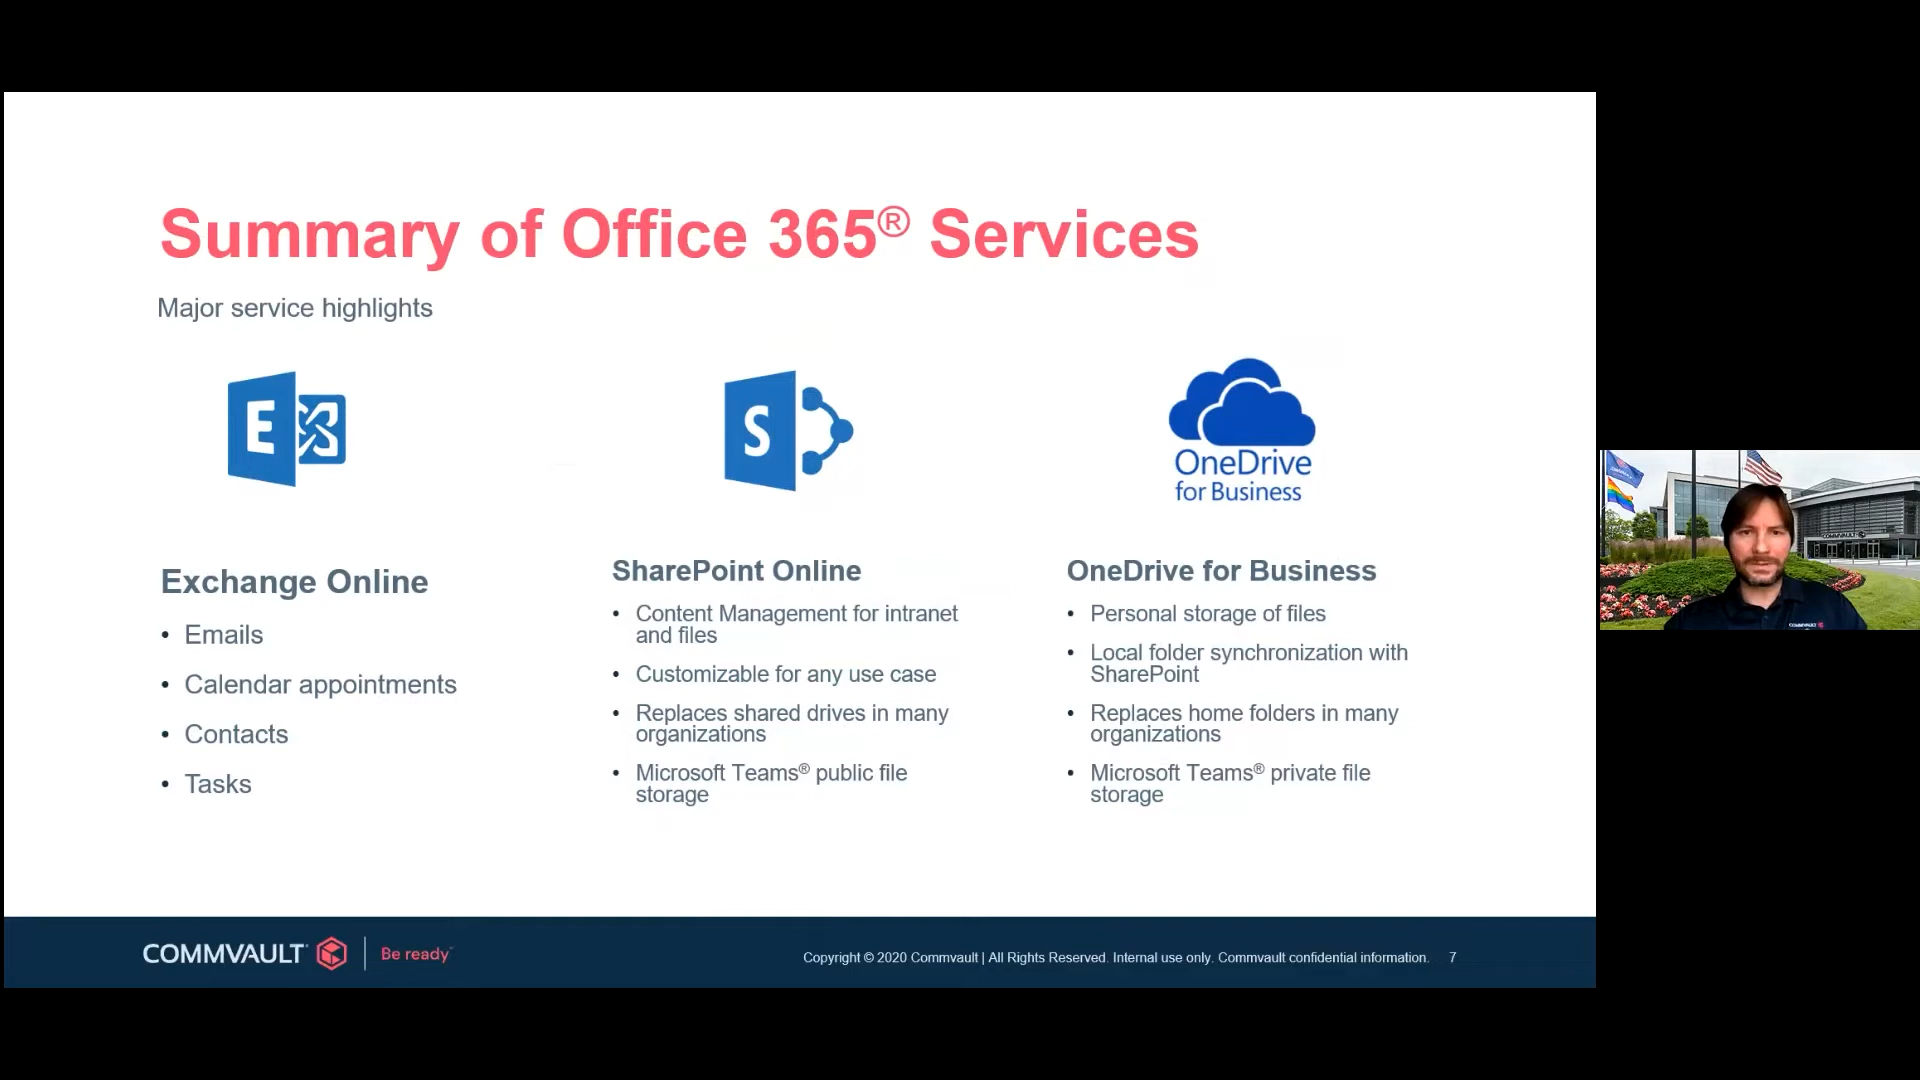 Summary of Office 365® Services
Major service highlights
E
S
OneDrive
for Business
Exchange Online
• Emails
• Calendar appointments
• Contacts
• Tasks
SharePoint Online
• Content Management for intranet
and files
• Customizable for any use case
• Replaces shared drives in many
organizations
• Microsoft Teams® public file
storage
OneDrive for Business
• Personal storage of files
• Local folder synchronization with
SharePoint
• Replaces home folders in many
organizations
• Microsoft Teams® private file
storage
COMMVAULT
Be ready™
Copyright © 2020 Commvault | All Rights Reserved. Internal use only. Commvault confidential information. 7
COMMVAULT
COMMVAULT